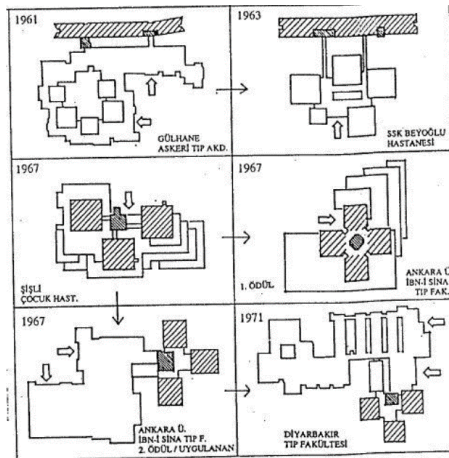 1961
GÜLHANE
ASKERİ TIP AKD.
1963
SSK BEYOĞLU
HASTANESİ
1967
ŞİŞLİ
ÇOCUK HAST.
1967
1. ÖDÜL
ANKARA Ü.
İBN-İ SİNA
TIP FAK.
1967
ANKARA Ü.
İBN-İ SİNA TIP F.
2. ÖDÜL / UYGULANAN
1971
DİYARBAKIR
TIP FAKÜLTESİ